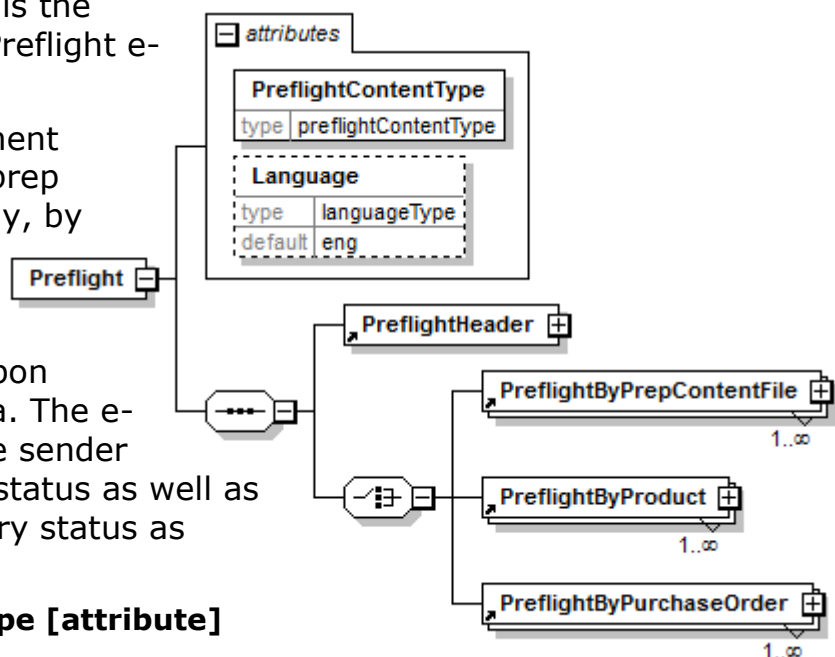 is the
Preflight e-
ment
prep
y, by
pon
a. The e-
e sender
status as well as
ry status as
pe [attribute]
attributes
PreflightContentType
type preflightContentType
Language
type languageType
default eng
Preflight
PreflightHeader
PreflightByPrepContentFile
1..∞
PreflightByProduct
1..∞
PreflightByPurchaseOrder
1..∞